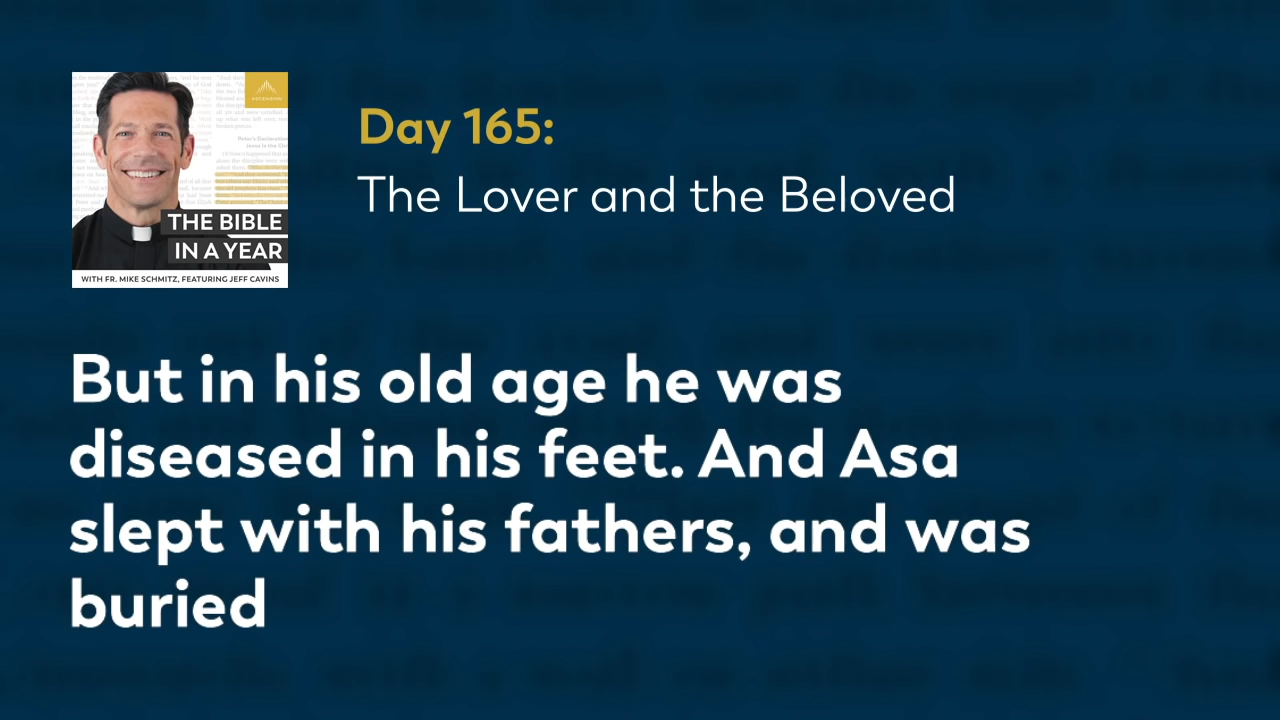 ASCENSION
THE BIBLE
IN A YEAR
WITH FR. MIKE SCHMITZ, FEATURING JEFF CAVINS
Day 165:
The Lover and the Beloved
But in his old age he was
diseased in his feet. And Asa
slept with his fathers, and was
buried